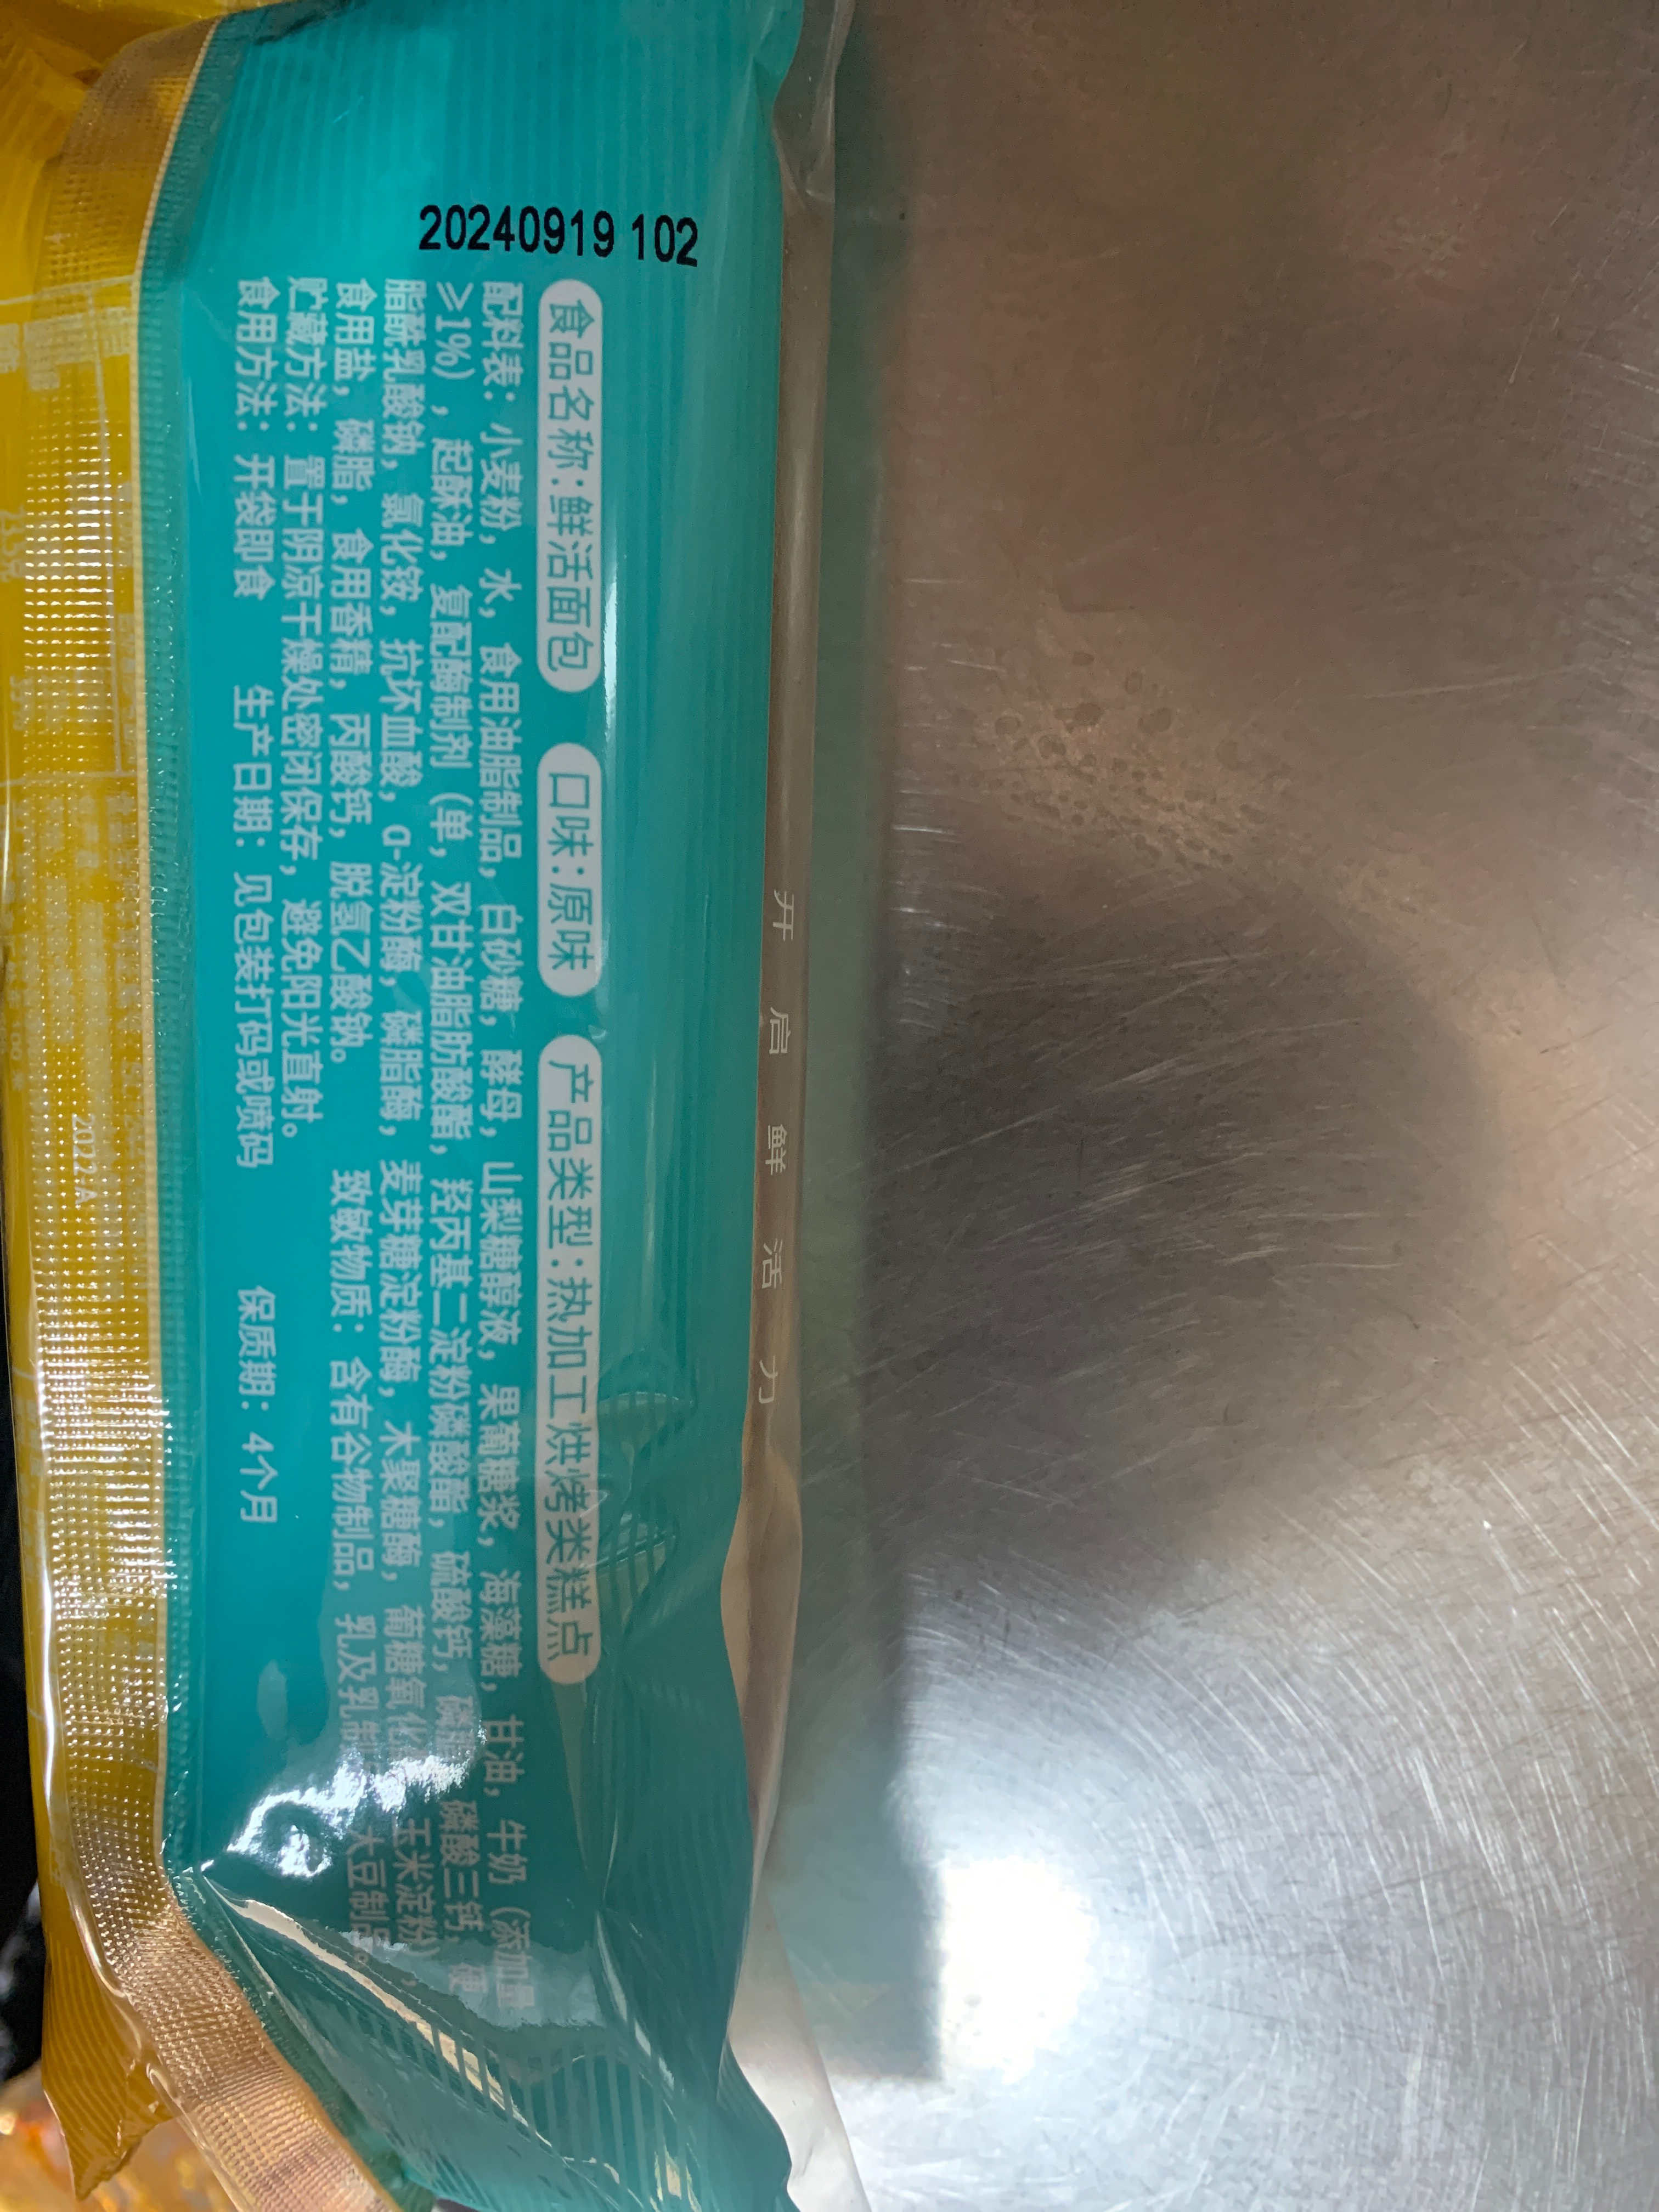 20240919 102
食品名称:鲜活面包 口味:原味 产品类型:热加工烘烤类糕点
配料表：小麦粉，水，食用油脂制品，白砂糖，酵母，山梨糖醇液，果葡糖浆，海藻糖，甘油，牛奶（添加量
≥1%），起酥油，复配酶制剂（单，双甘油脂肪酸酯，羟丙基二淀粉磷酸酯，硫酸钙，磷酸三钙，硬
脂酰乳酸钠，氯化铵，抗坏血酸，α-淀粉酶，磷脂酶，麦芽糖淀粉酶，木聚糖酶，葡糖氧化 玉米淀粉），
食用盐，磷脂，食用香精，丙酸钙，脱氢乙酸钠。 致敏物质：含有谷物制品，乳及乳制 大豆制品。
贮藏方法：置于阴凉干燥处密闭保存，避免阳光直射。
食用方法：开袋即食 生产日期：见包装打码或喷码 保质期：4个月
开启鲜活力
2022A